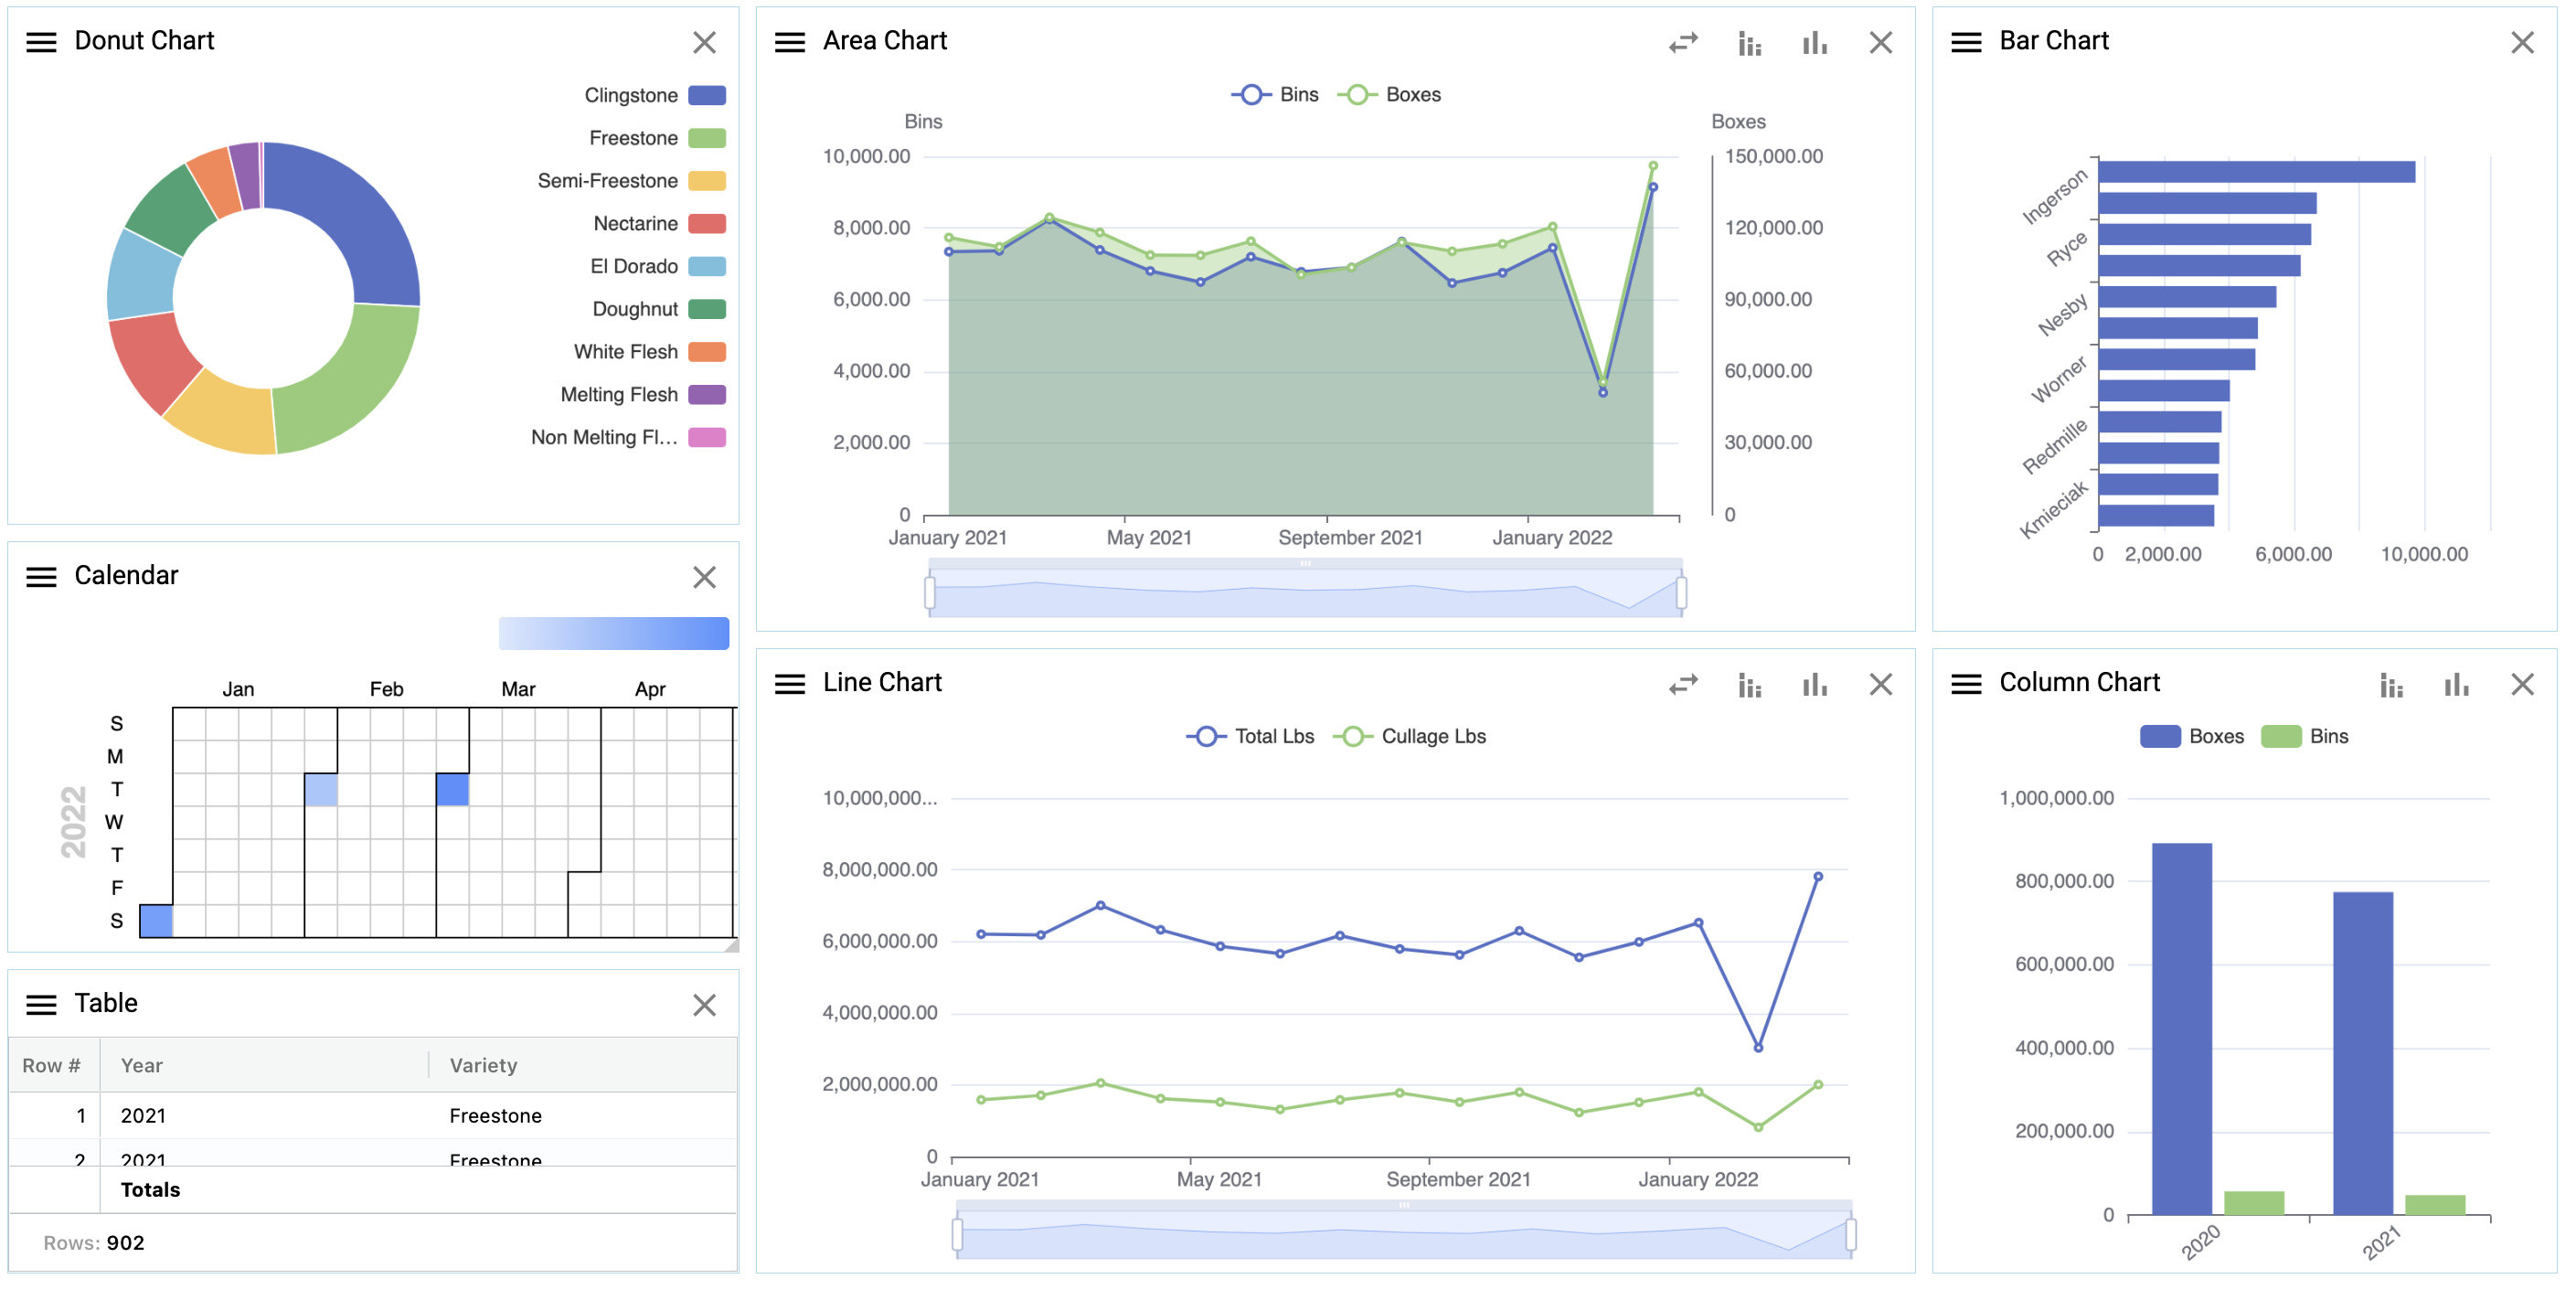 Donut Chart
Clingstone
Freestone
Semi-Freestone
Nectarine
El Dorado
Doughnut
White Flesh
Melting Flesh
Non Melting Fl...
Calendar
Jan Feb Mar Apr
2022
S
M
T
W
T
F
S
Table
Row # Year Variety
1 2021 Freestone
2 2021 Freestone
Totals
Rows: 902
Area Chart
Bins Boxes
Bins Boxes
10,000.00 150,000.00
8,000.00 120,000.00
6,000.00 90,000.00
4,000.00 60,000.00
2,000.00 30,000.00
0 0
January 2021 May 2021 September 2021 January 2022
Line Chart
Total Lbs Cullage Lbs
10,000,000...
8,000,000.00
6,000,000.00
4,000,000.00
2,000,000.00
0
January 2021 May 2021 September 2021 January 2022
Bar Chart
Ingerson
Ryce
Nesby
Worner
Redmille
Kmieciak
0 2,000.00 6,000.00 10,000.00
Column Chart
Boxes Bins
1,000,000.00
800,000.00
600,000.00
400,000.00
200,000.00
0
2020 2021